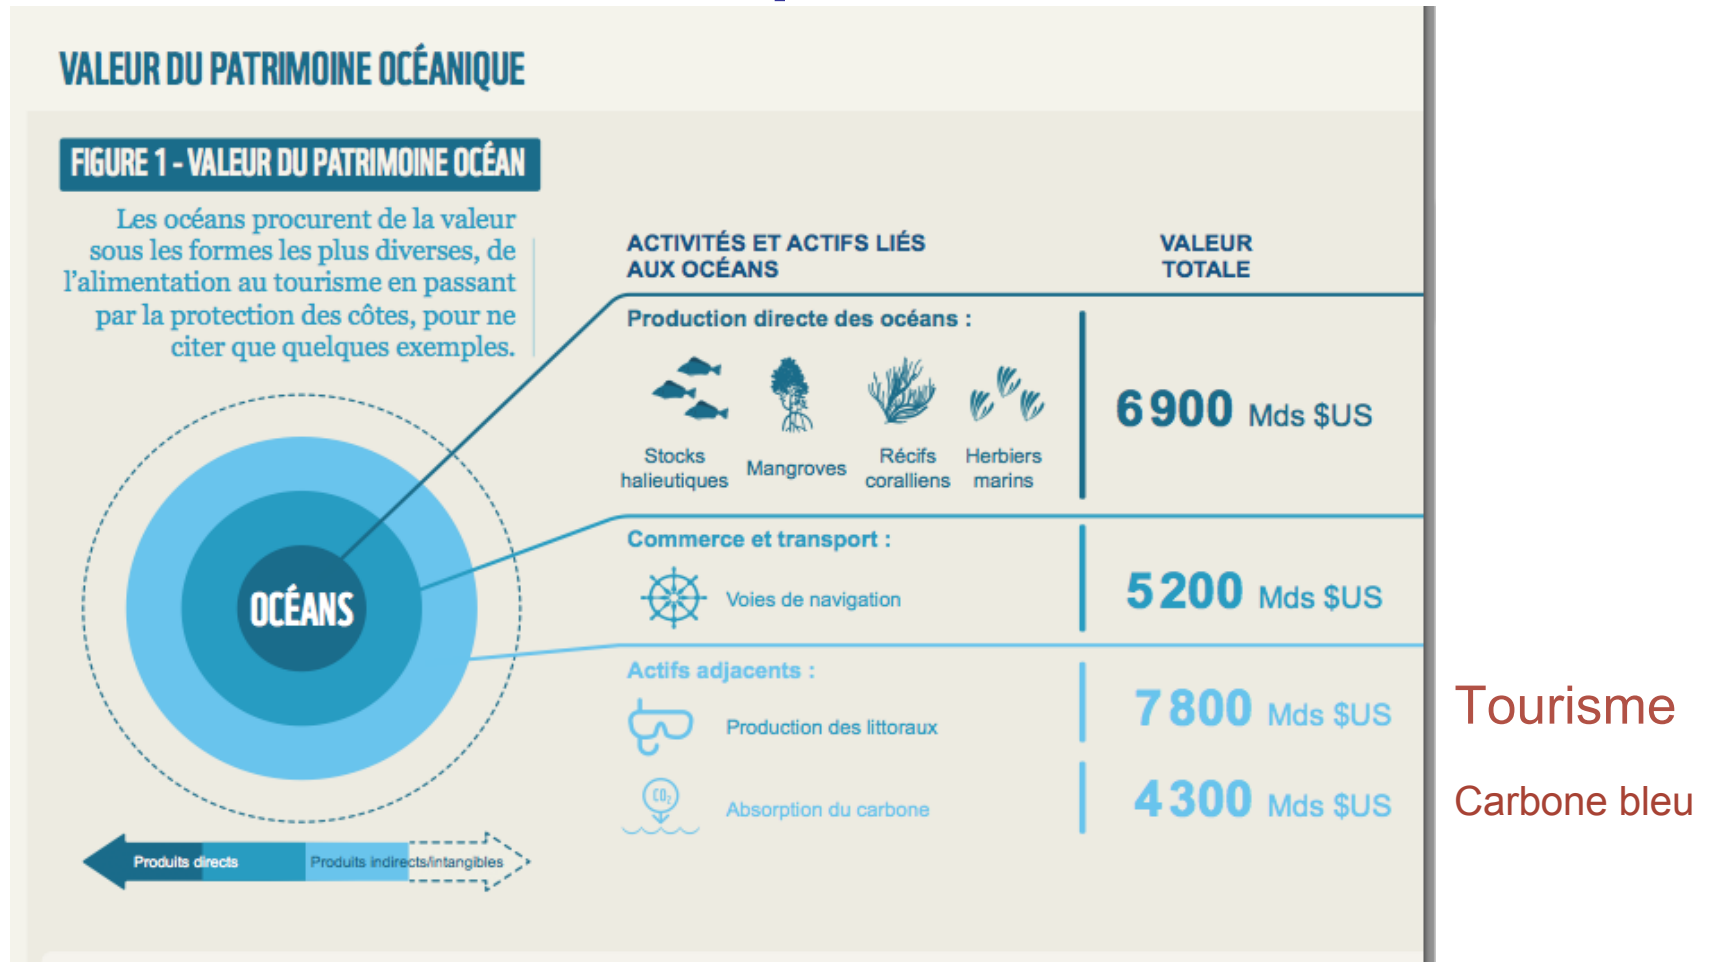 VALEUR DU PATRIMOINE OCÉANIQUE
FIGURE 1 - VALEUR DU PATRIMOINE OCÉAN
Les océans procurent de la valeur
sous les formes les plus diverses, de
l'alimentation au tourisme en passant
par la protection des côtes, pour ne
citer que quelques exemples.
OCÉANS
Produits directs
Produits indirects/intangibles
ACTIVITÉS ET ACTIFS LIÉS
AUX OCÉANS
VALEUR
TOTALE
Production directe des océans :
Stocks
halieutiques
Mangroves
Récifs
coralliens
Herbiers
marins
6 900 Mds $US
Commerce et transport :
Voies de navigation
5 200 Mds $US
Actifs adjacents :
Production des littoraux
7 800 Mds $US
Tourisme
CO₂
Absorption du carbone
4 300 Mds $US
Carbone bleu